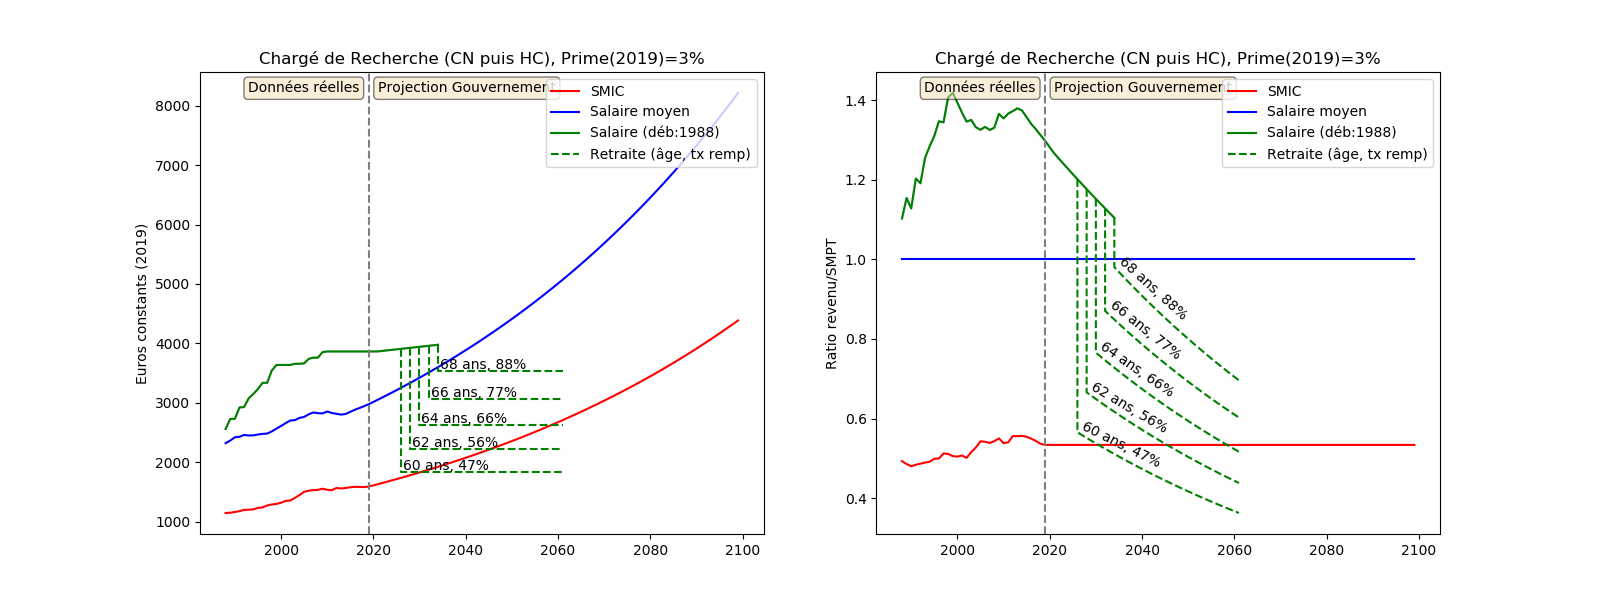 Chargé de Recherche (CN puis HC), Prime(2019)=3%
Données réelles
Projection Gouvernement
SMIC
Salaire moyen
Salaire (déb:1988)
Retraite (âge, tx remp)
Euros constants (2019)
8000
7000
6000
5000
4000
3000
2000
1000
68 ans, 88%
66 ans, 77%
64 ans, 66%
62 ans, 56%
60 ans, 47%
2000
2020
2040
2060
2080
2100
Chargé de Recherche (CN puis HC), Prime(2019)=3%
Données réelles
Projection Gouvernement
SMIC
Salaire moyen
Salaire (déb:1988)
Retraite (âge, tx remp)
Ratio revenu/SMPT
1.4
1.2
1.0
0.8
0.6
0.4
68 ans, 88%
66 ans, 77%
64 ans, 66%
62 ans, 56%
60 ans, 47%
2000
2020
2040
2060
2080
2100